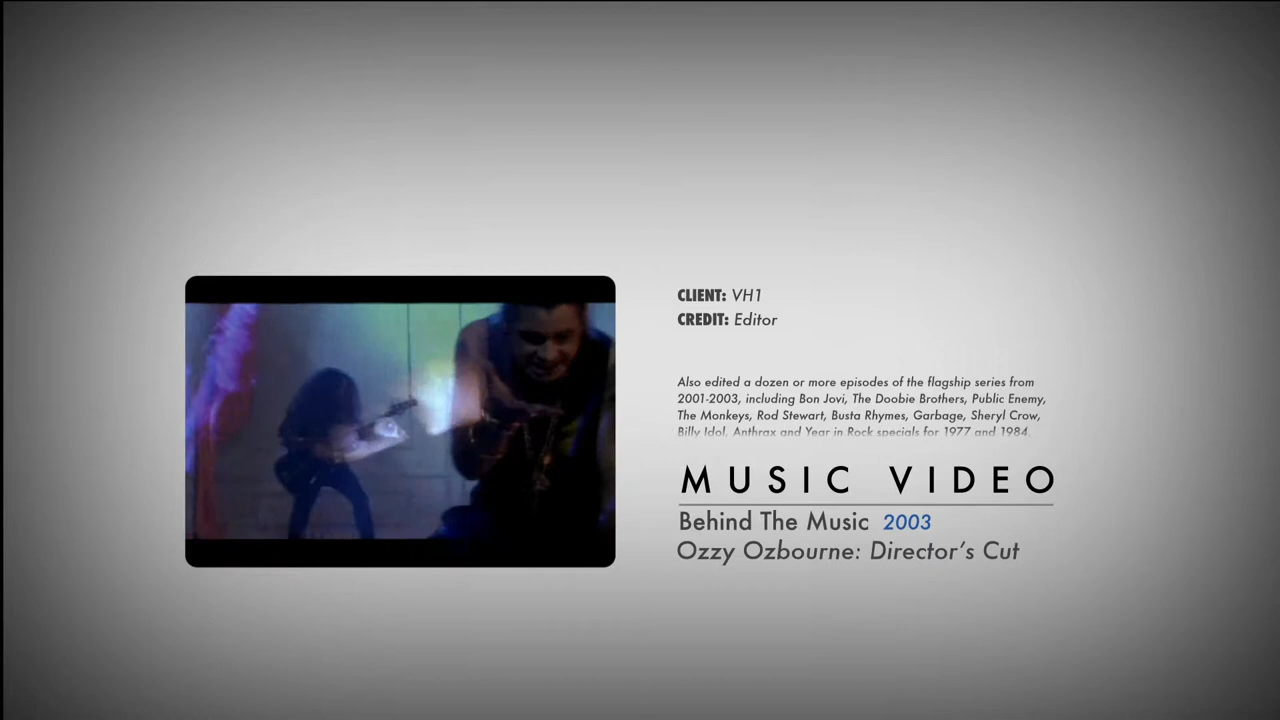 CLIENT: VH1
CREDIT: Editor
Also edited a dozen or more episodes of the flagship series from
2001-2003, including Bon Jovi, The Doobie Brothers, Public Enemy,
The Monkeys, Rod Stewart, Busta Rhymes, Garbage, Sheryl Crow,
Billy Idol, Anthrax and Year in Rock specials for 1977 and 1984.
MUSIC VIDEO
Behind The Music 2003
Ozzy Ozbourne: Director's Cut